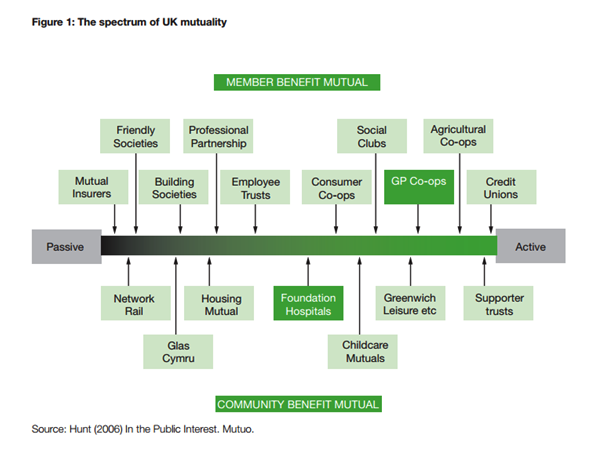 Figure 1: The spectrum of UK mutuality
MEMBER BENEFIT MUTUAL
Friendly
Societies
Professional
Partnership
Social
Clubs
Agricultural
Co-ops
Mutual
Insurers
Building
Societies
Employee
Trusts
Consumer
Co-ops
GP Co-ops
Credit
Unions
Passive
Active
Network
Rail
Housing
Mutual
Foundation
Hospitals
Greenwich
Leisure etc
Supporter
trusts
Glas
Cymru
Childcare
Mutuals
COMMUNITY BENEFIT MUTUAL
Source: Hunt (2006) In the Public Interest. Mutuo.